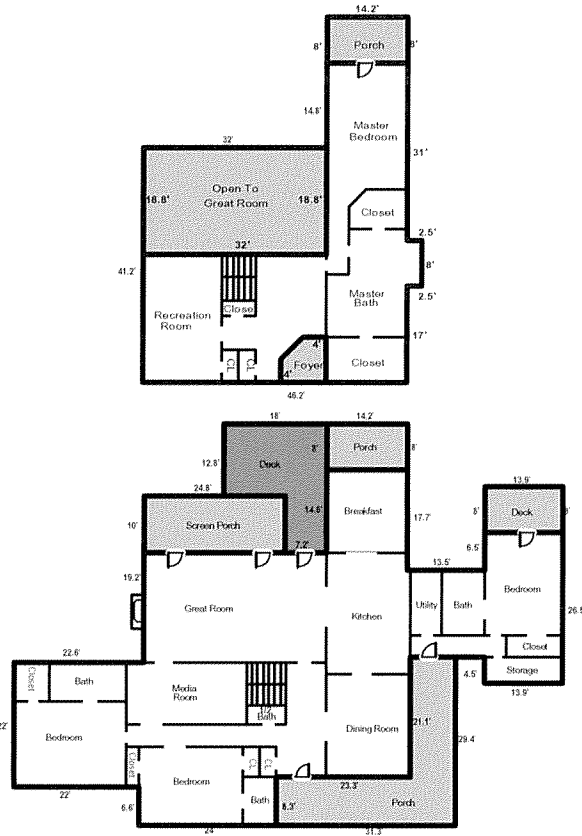 14.2'
8'
Porch
8'
14.8'
Master
Bedroom
31'
32'
18.8'
Open To
Great Room
18.8'
Closet
32'
2.5'
8'
41.2'
Close
Master
Bath
2.5'
Recreation
Room
17'
4'
CL
CL
4'
Foyer
Closet
46.2'
18'
14.2'
12.8'
Deck
8'
Porch
8'
24.8'
13.9'
10'
Screen Porch
14.6'
Breakfast
17.7'
8'
Deck
7.2'
6.5'
13.5'
19.2'
Great Room
Kitchen
Utility
Bath
Bedroom
26.5
22.6'
Closet
Closet
Bath
Media
Room
1/2
Bath
4.5'
Storage
13.9'
22'
Bedroom
Dining Room
21.1'
29.4'
Closet
Bedroom
CL
CL
22'
6.6'
Bath
8.3'
23.3'
Porch
24'
31.3'